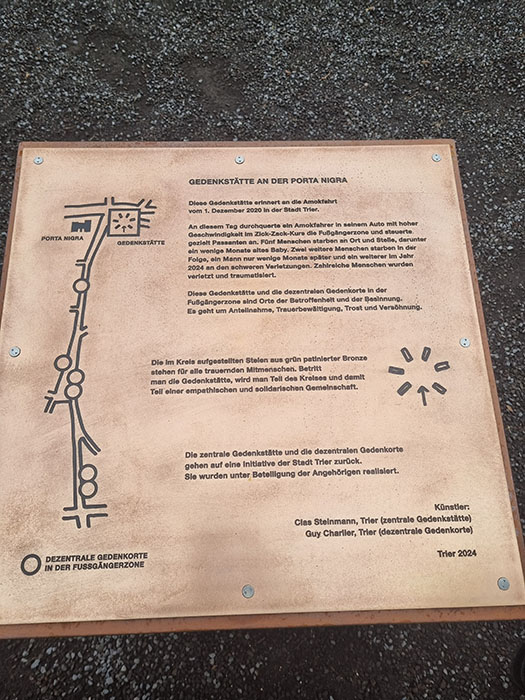 GEDENKSTÄTTE AN DER PORTA NIGRA
Diese Gedenkstätte erinnert an die Amokfahrt
vom 1. Dezember 2020 in der Stadt Trier.
An diesem Tag durchquerte ein Amokfahrer in seinem Auto mit hoher
Geschwindigkeit im Zick-Zack-Kurs die Fußgängerzone und steuerte
gezielt Passanten an. Fünf Menschen starben an Ort und Stelle, darunter
ein wenige Monate altes Baby. Zwei weitere Menschen starben in der
Folge, ein Mann nur wenige Monate später und ein weiterer im Jahr
2024 an den schweren Verletzungen. Zahlreiche Menschen wurden
verletzt und traumatisiert.
Diese Gedenkstätte und die dezentralen Gedenkorte in der
Fußgängerzone sind Orte der Betroffenheit und der Besinnung.
Es geht um Anteilnahme, Trauerbewältigung, Trost und Versöhnung.
PORTA NIGRA
GEDENKSTÄTTE
Die im Kreis aufgestellten Stelen aus grün patinierter Bronze
stehen für alle trauernden Mitmenschen. Betritt
man die Gedenkstätte, wird man Teil des Kreises und damit
Teil einer empathischen und solidarischen Gemeinschaft.
Die zentrale Gedenkstätte und die dezentralen Gedenkorte
gehen auf eine Initiative der Stadt Trier zurück.
Sie wurden unter Beteiligung der Angehörigen realisiert.
Künstler:
Clas Steinmann, Trier (zentrale Gedenkstätte)
Guy Charlier, Trier (dezentrale Gedenkorte)
Trier 2024
DEZENTRALE GEDENKORTE
IN DER FUSSGÄNGERZONE